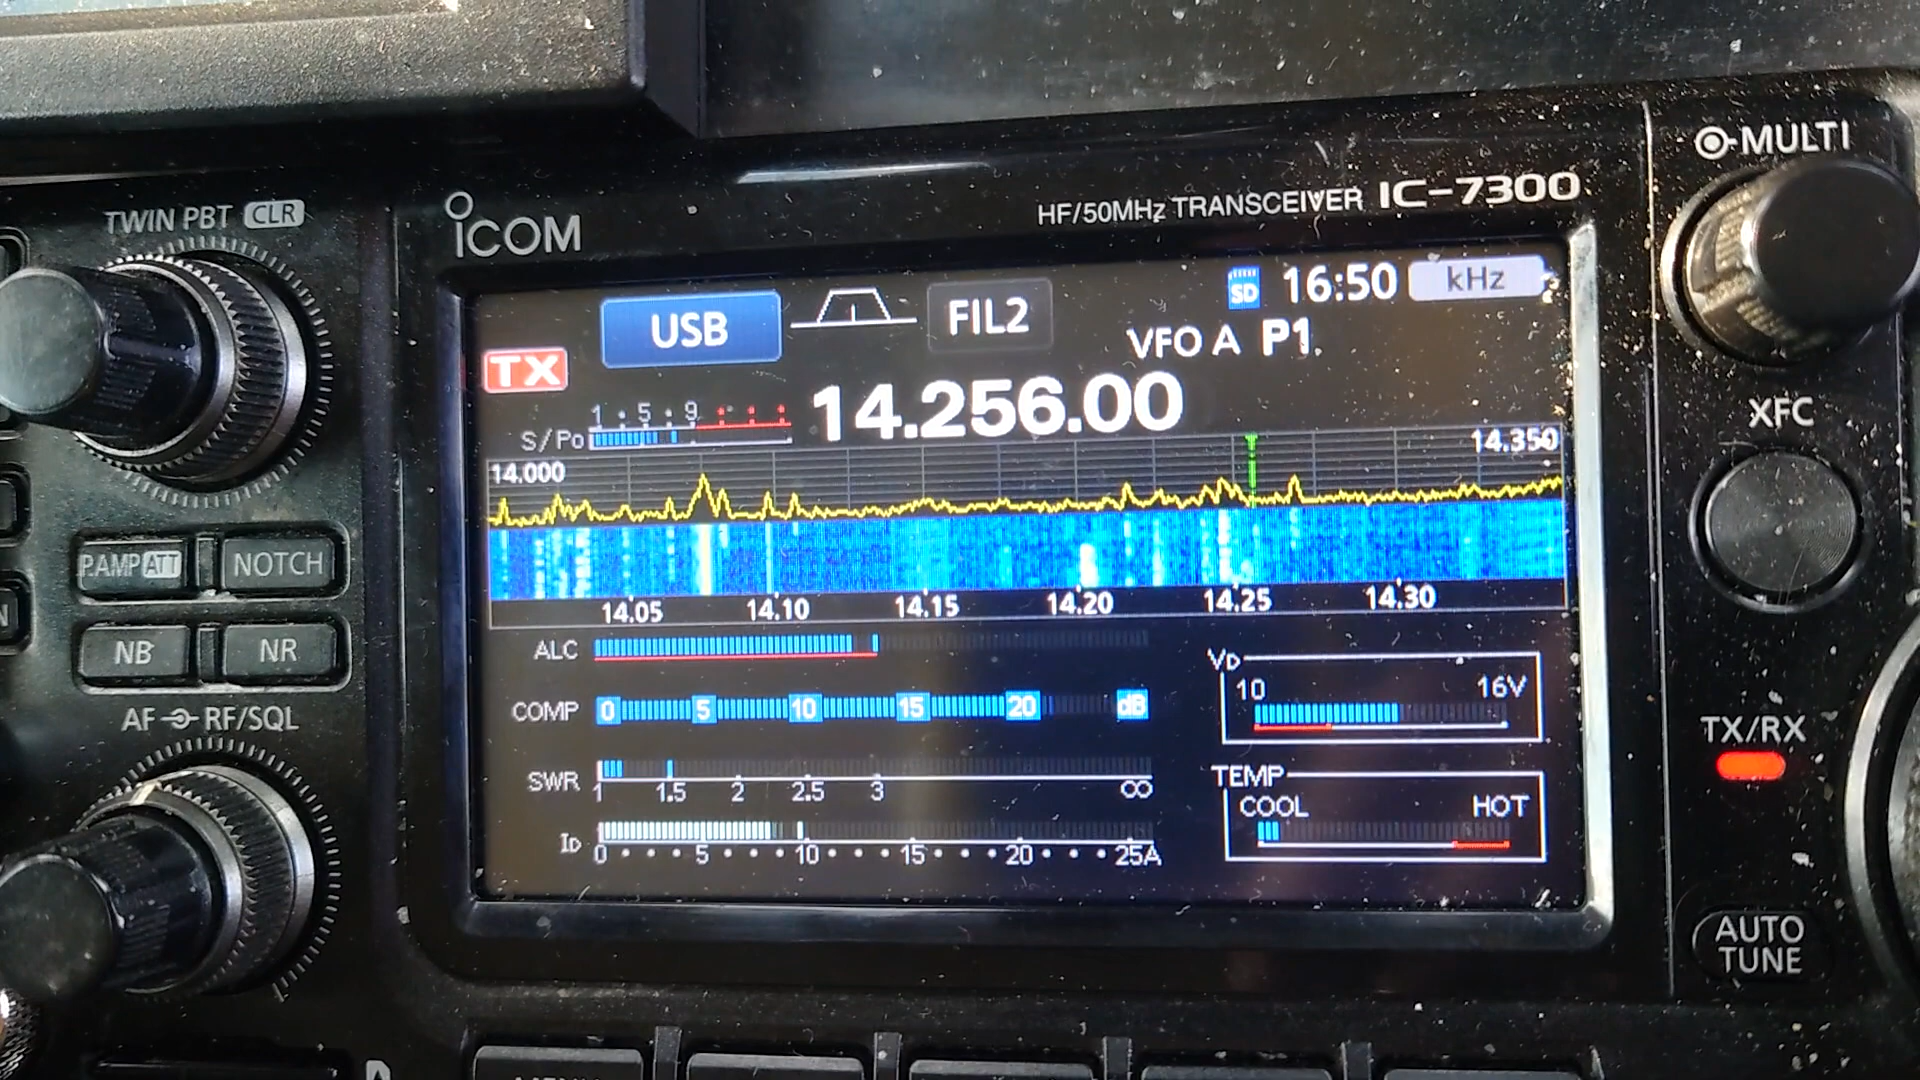 MULTI
TWIN PBT CLR
ICOM
HF/50MHz TRANSCEIVER IC-7300
USB
FIL2
SD 16:50 kHz
VFO A P1
TX
14.256.00
1 5 9
S/Po
14.000
14.350
XFC
14.05 14.10 14.15 14.20 14.25 14.30
P.AMP ATT
NOTCH
NB
NR
ALC
COMP 0 5 10 15 20 dB
SWR
1 1.5 2 2.5 3 ∞
ID
0 5 10 15 20 25A
VD
10 16V
TEMP
COOL HOT
AF RF/SQL
TX/RX
AUTO
TUNE